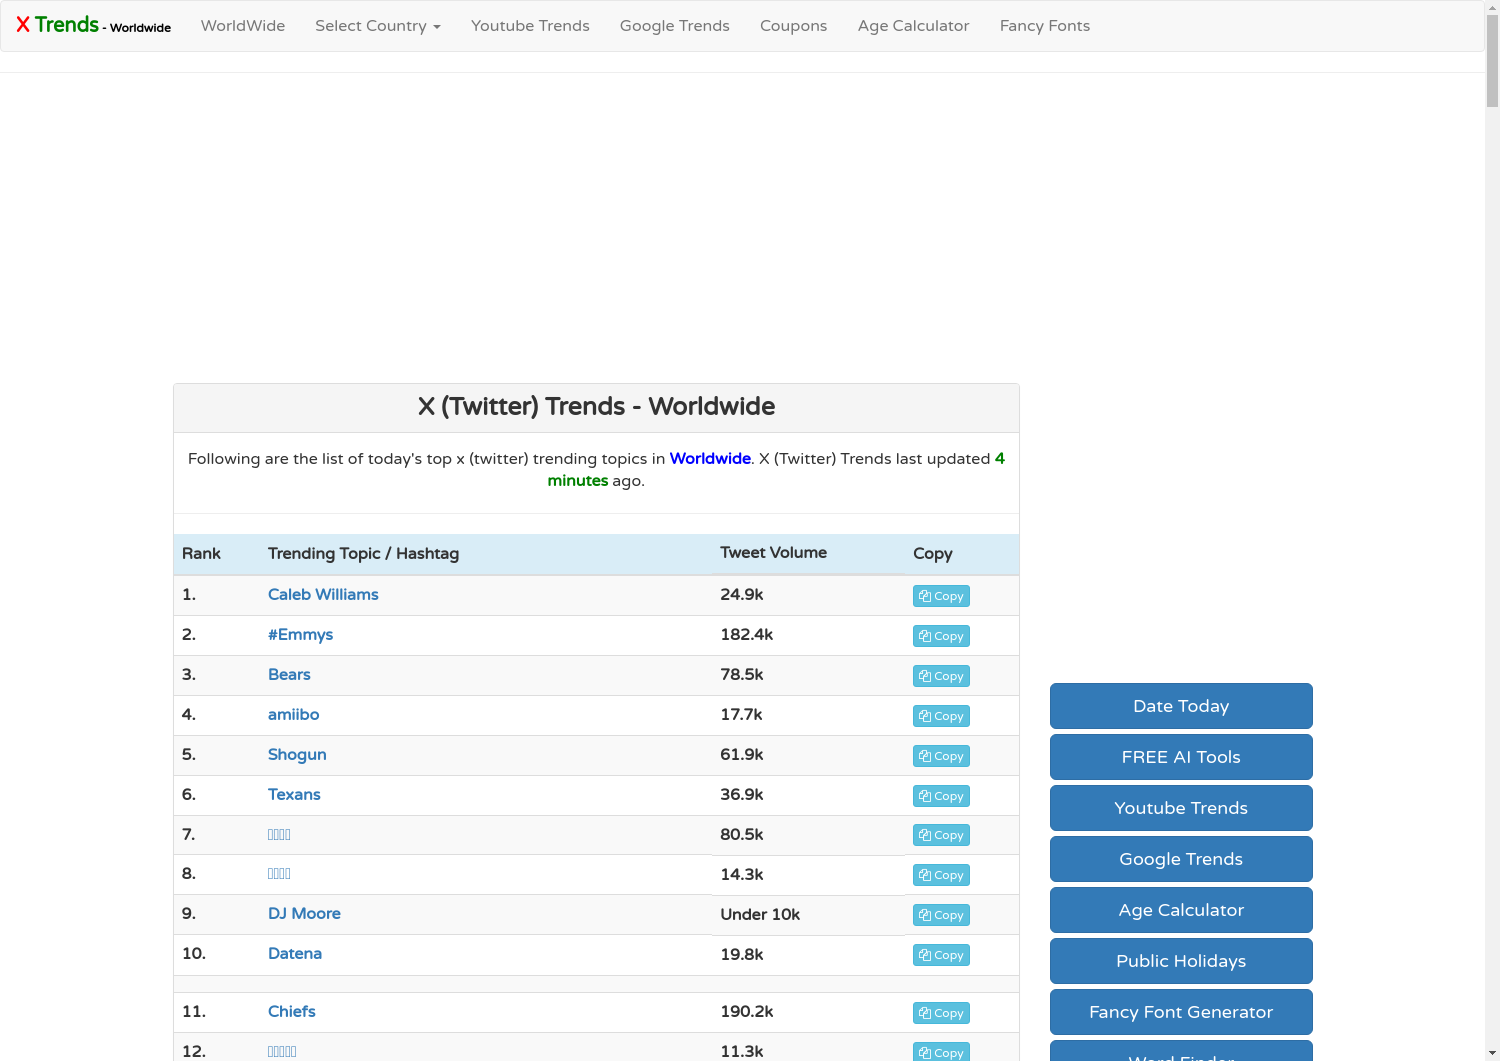 X Trends - Worldwide WorldWide Select Country Youtube Trends Google Trends Coupons Age Calculator Fancy Fonts
X (Twitter) Trends - Worldwide
Following are the list of today's top x (twitter) trending topics in Worldwide. X (Twitter) Trends last updated 4
minutes ago.
Rank Trending Topic / Hashtag Tweet Volume Copy
1. Caleb Williams 24.9k Copy
2. #Emmys 182.4k Copy
3. Bears 78.5k Copy
4. amiibo 17.7k Copy
5. Shogun 61.9k Copy
6. Texans 36.9k Copy
7. 80.5k Copy
8. 14.3k Copy
9. DJ Moore Under 10k Copy
10. Datena 19.8k Copy
11. Chiefs 190.2k Copy
12. 11.3k Copy
Date Today
FREE AI Tools
Youtube Trends
Google Trends
Age Calculator
Public Holidays
Fancy Font Generator
Word Finder